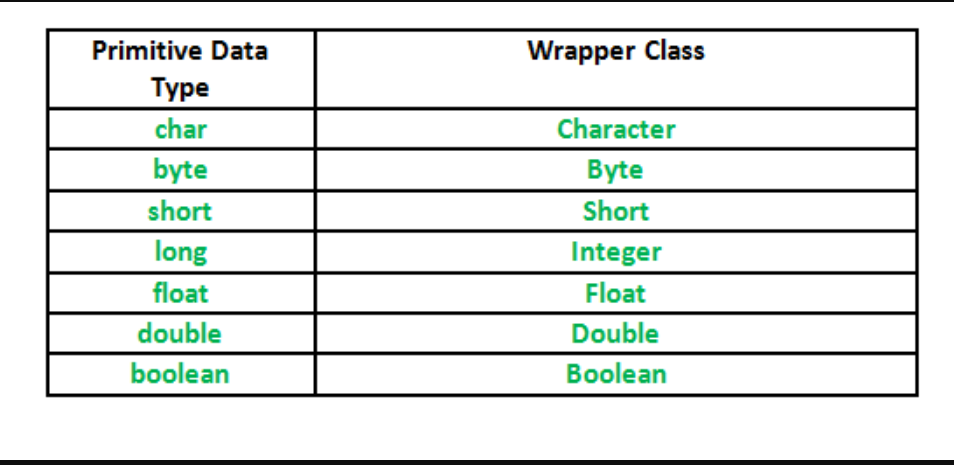 Primitive Data Wrapper Class
Type
char Character
byte Byte
short Short
long Integer
float Float
double Double
boolean Boolean